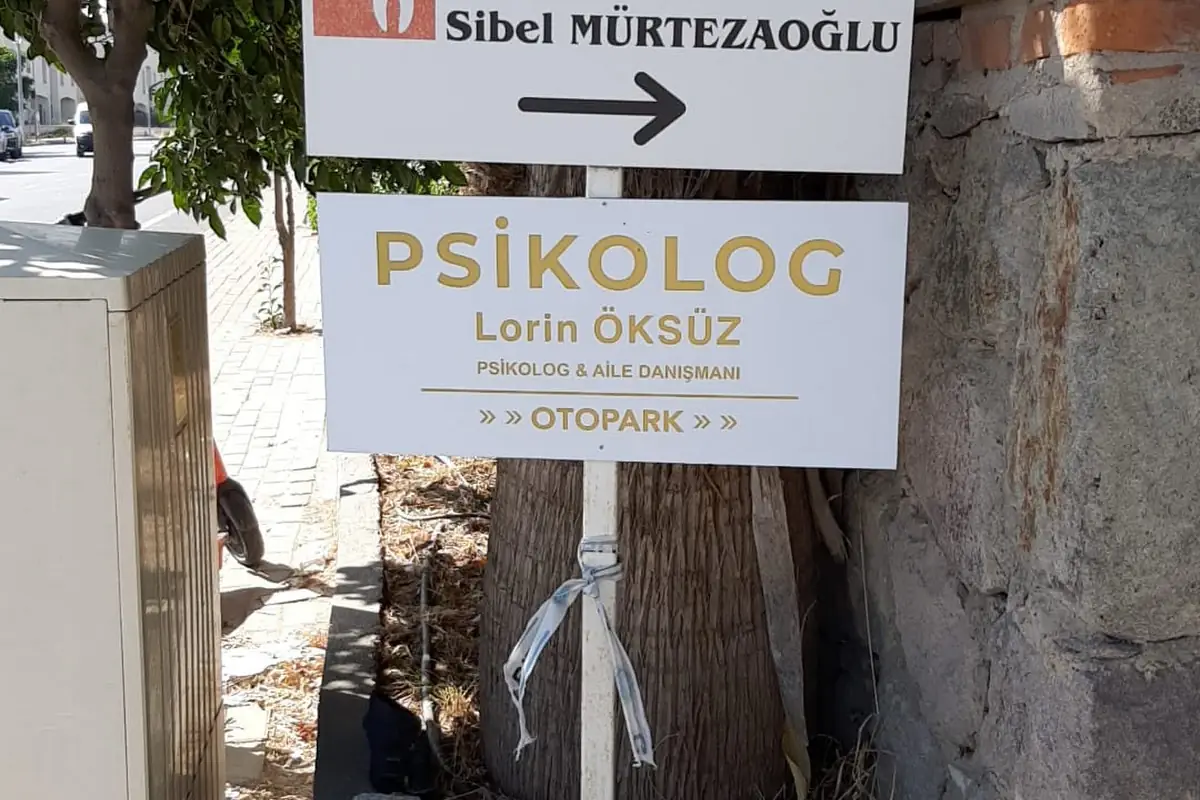 Sibel MÜRTEZAOĞLU
PSİKOLOG
Lorin ÖKSÜZ
PSİKOLOG & AİLE DANIŞMANI
»» OTOPARK »»